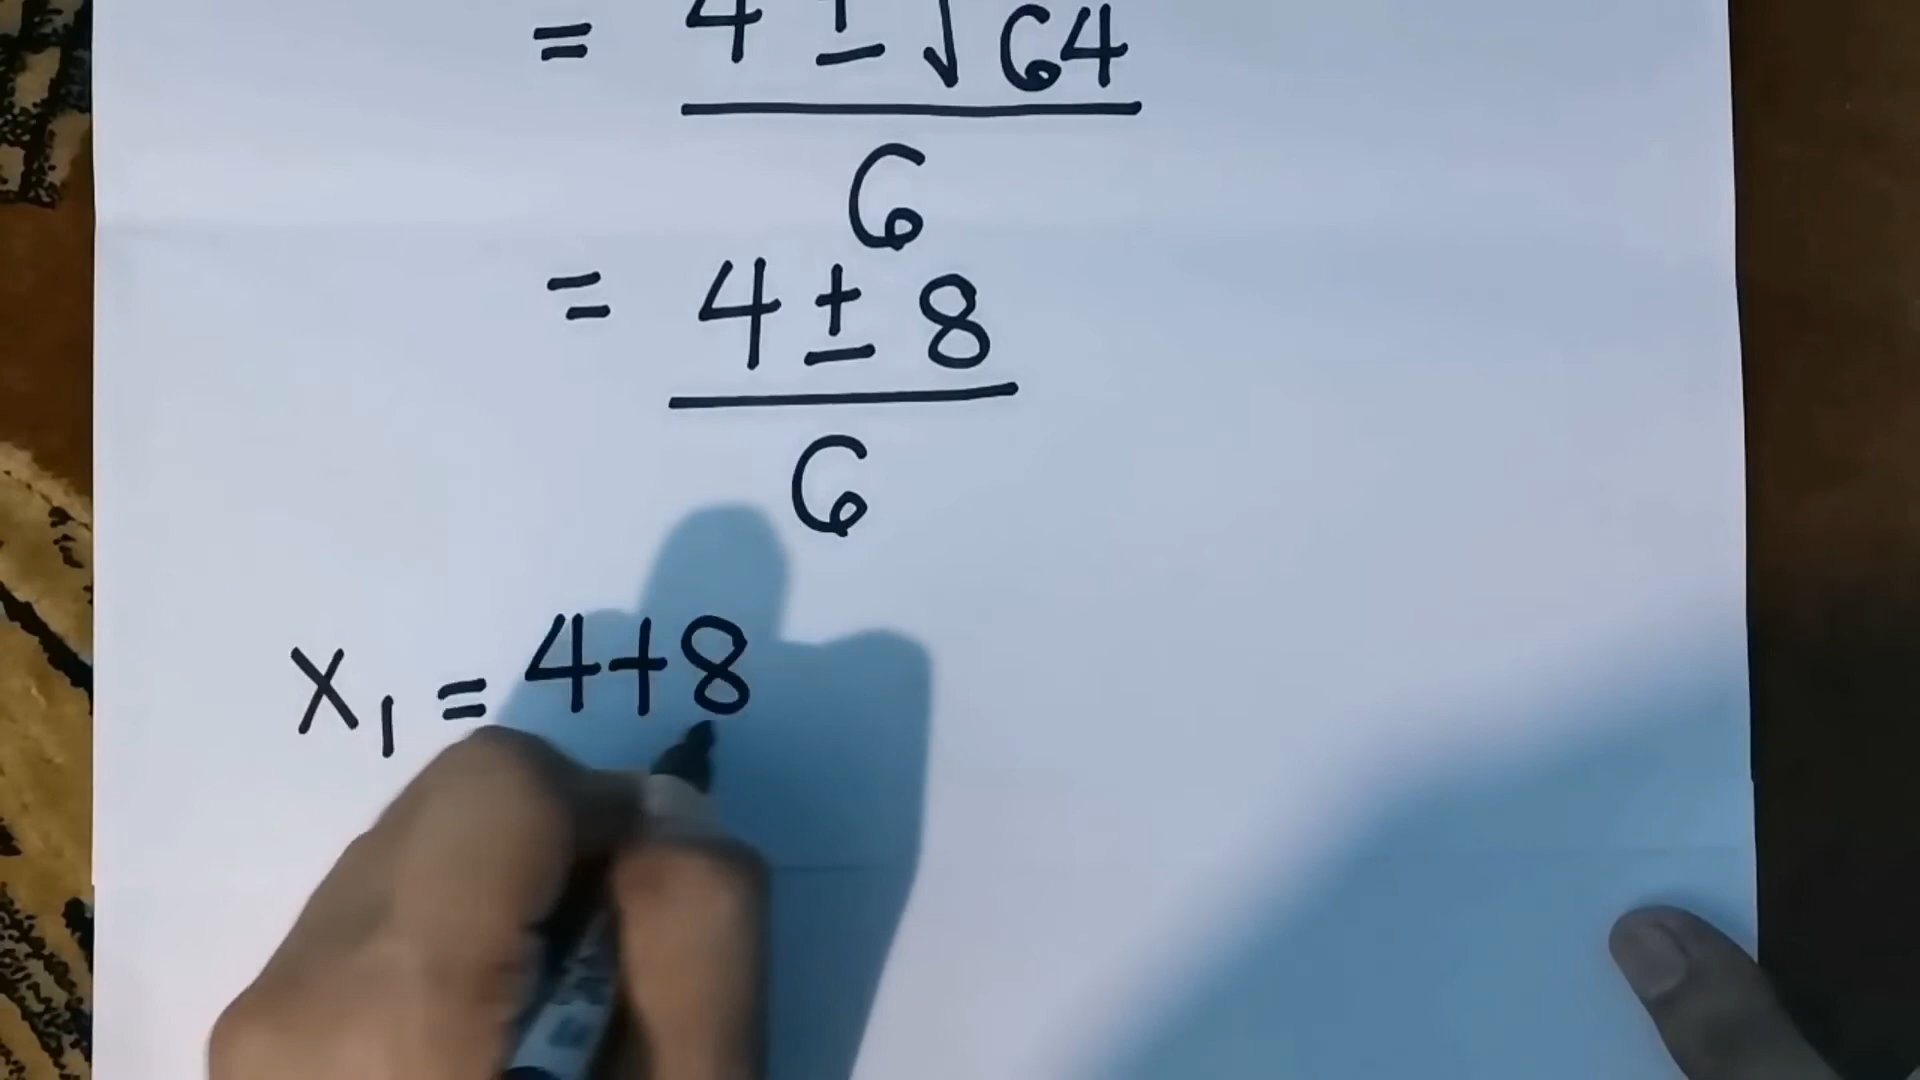 = 4 ± √64
6
= 4 ± 8
6
X₁ = 4+8